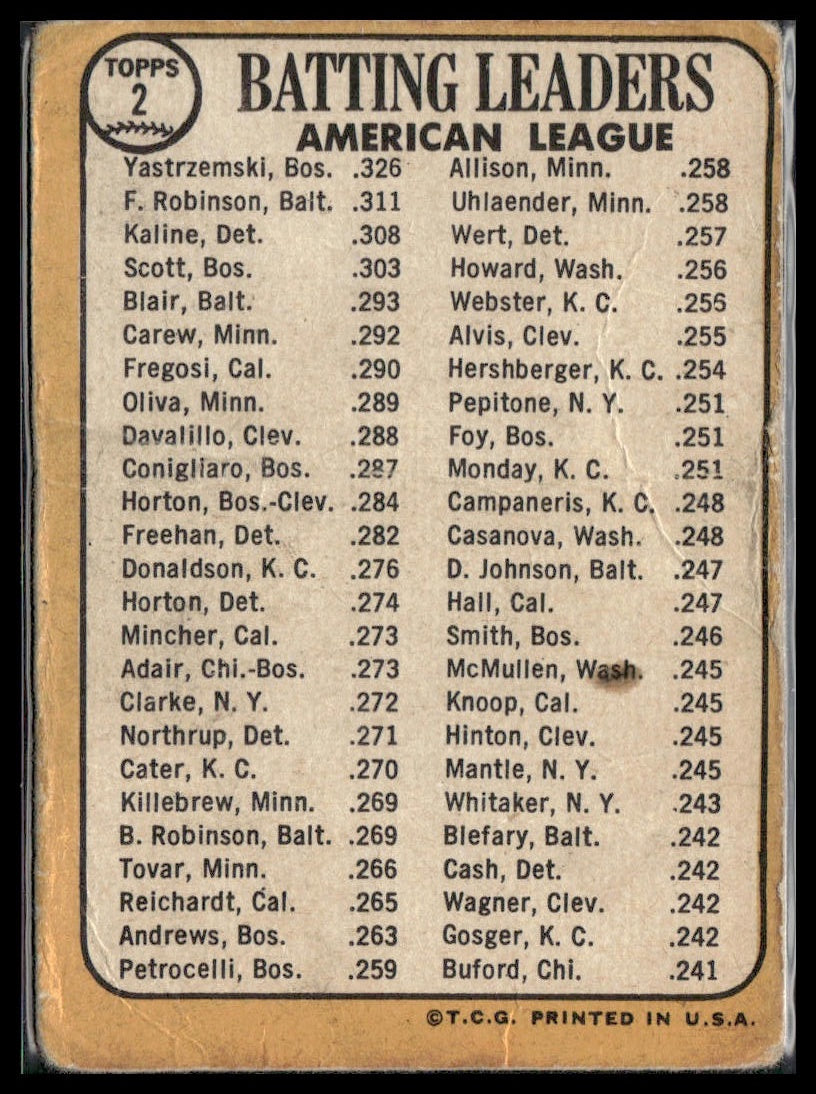 TOPPS
2
BATTING LEADERS
AMERICAN LEAGUE
Yastrzemski, Bos. .326
F. Robinson, Balt. .311
Kaline, Det. .308
Scott, Bos. .303
Blair, Balt. .293
Carew, Minn. .292
Fregosi, Cal. .290
Oliva, Minn. .289
Davalillo, Clev. .288
Conigliaro, Bos. .287
Horton, Bos.-Clev. .284
Freehan, Det. .282
Donaldson, K. C. .276
Horton, Det. .274
Mincher, Cal. .273
Adair, Chi.-Bos. .273
Clarke, N. Y. .272
Northrup, Det. .271
Cater, K. C. .270
Killebrew, Minn. .269
B. Robinson, Balt. .269
Tovar, Minn. .266
Reichardt, Cal. .265
Andrews, Bos. .263
Petrocelli, Bos. .259
Allison, Minn. .258
Uhlaender, Minn. .258
Wert, Det. .257
Howard, Wash. .256
Webster, K. C. .256
Alvis, Clev. .255
Hershberger, K. C. .254
Pepitone, N. Y. .251
Foy, Bos. .251
Monday, K. C. .251
Campaneris, K. C. .248
Casanova, Wash. .248
D. Johnson, Balt. .247
Hall, Cal. .247
Smith, Bos. .246
McMullen, Wash. .245
Knoop, Cal. .245
Hinton, Clev. .245
Mantle, N. Y. .245
Whitaker, N. Y. .243
Blefary, Balt. .242
Cash, Det. .242
Wagner, Clev. .242
Gosger, K. C. .242
Buford, Chi. .241
©T.C.G. PRINTED IN U.S.A.